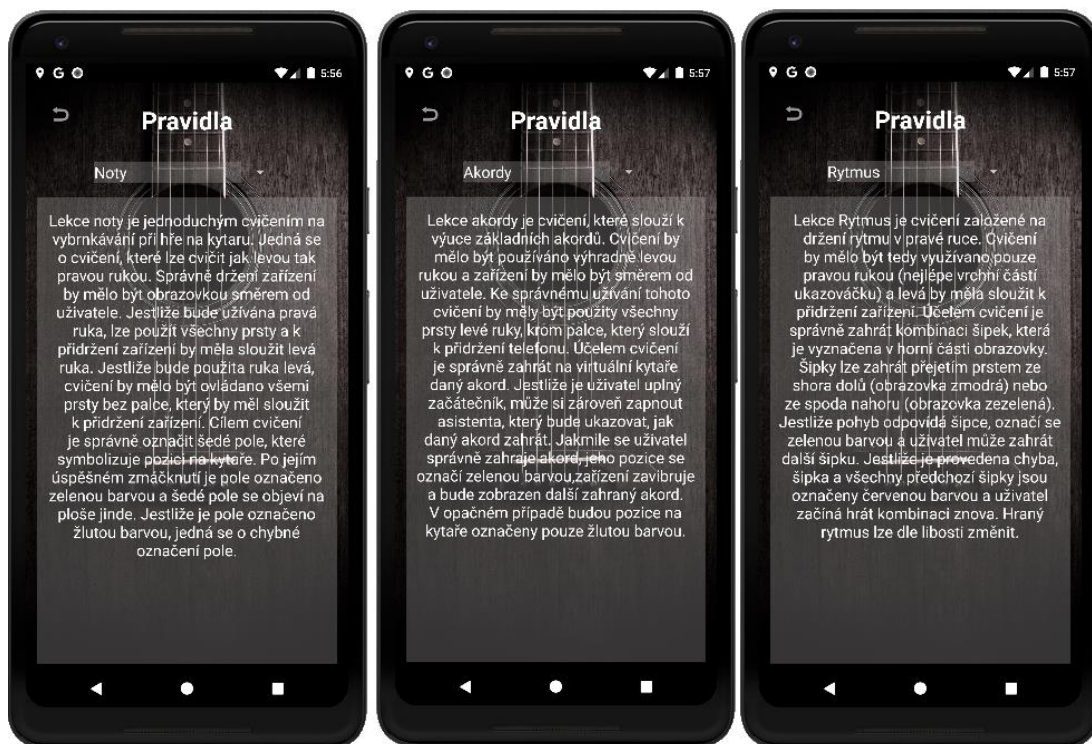 5:56
Pravidla
Noty
Lekce noty je jednoduchým cvičením na
vybrnkávání při hře na kytaru. Jedná se
o cvičení, které lze cvičit jak levou tak
pravou rukou. Správně držení zařízení
by mělo být obrazovkou směrem od
uživatele. Jestliže bude užívána pravá
ruka, lze použít všechny prsty a k
přidržení zařízení by měla sloužit levá
ruka. Jestliže bude použita ruka levá,
cvičení by mělo být ovládano všemi
prsty bez palce, který by měl sloužit
k přidržení zařízení. Cílem cvičení
je správně označit šedé pole, které
symbolizuje pozici na kytaře. Po jejím
úspěšném zmáčknutí je pole označeno
zelenou barvou a šedé pole se objeví na
ploše jinde. Jestliže je pole označeno
žlutou barvou, jedná se o chybné
označení pole.
5:57
Pravidla
Akordy
Lekce akordy je cvičení, které slouží k
výuce základních akordů. Cvičení by
mělo být používáno výhradně levou
rukou a zařízení by mělo být směrem od
uživatele. Ke správnému užívání tohoto
cvičení by měly být použity všechny
prsty levé ruky, krom palce, který slouží
k přidržení telefonu. Účelem cvičení
je správně zahrát na virtuální kytaře
daný akord. Jestliže je uživatel uplný
začátečník, může si zároveň zapnout
asistenta, který bude ukazovat, jak
daný akord zahrát. Jakmile se uživatel
správně zahraje akord, jeho pozice se
označí zelenou barvou,zařízení zavibruje
a bude zobrazen další zahraný akord.
V opačném případě budou pozice na
kytaře označeny pouze žlutou barvou.
5:57
Pravidla
Rytmus
Lekce Rytmus je cvičení založené na
držení rytmu v pravé ruce. Cvičení
by mělo být tedy využívano pouze
pravou rukou (nejlépe vrchní částí
ukazováčku) a levá by měla sloužit k
přidržení zařízení. Účelem cvičení je
správně zahrát kombinaci šipek, která
je vyznačena v horní části obrazovky.
Šipky lze zahrát přejetím prstem ze
shora dolů (obrazovka zmodrá) nebo
ze spoda nahoru (obrazovka zezelená).
Jestliže pohyb odpovídá šipce, označí se
zelenou barvou a uživatel může zahrát
další šipku. Jestliže je provedena chyba,
šipka a všechny předchozí šipky jsou
označeny červenou barvou a uživatel
začíná hrát kombinaci znova. Hraný
rytmus lze dle libosti změnit.